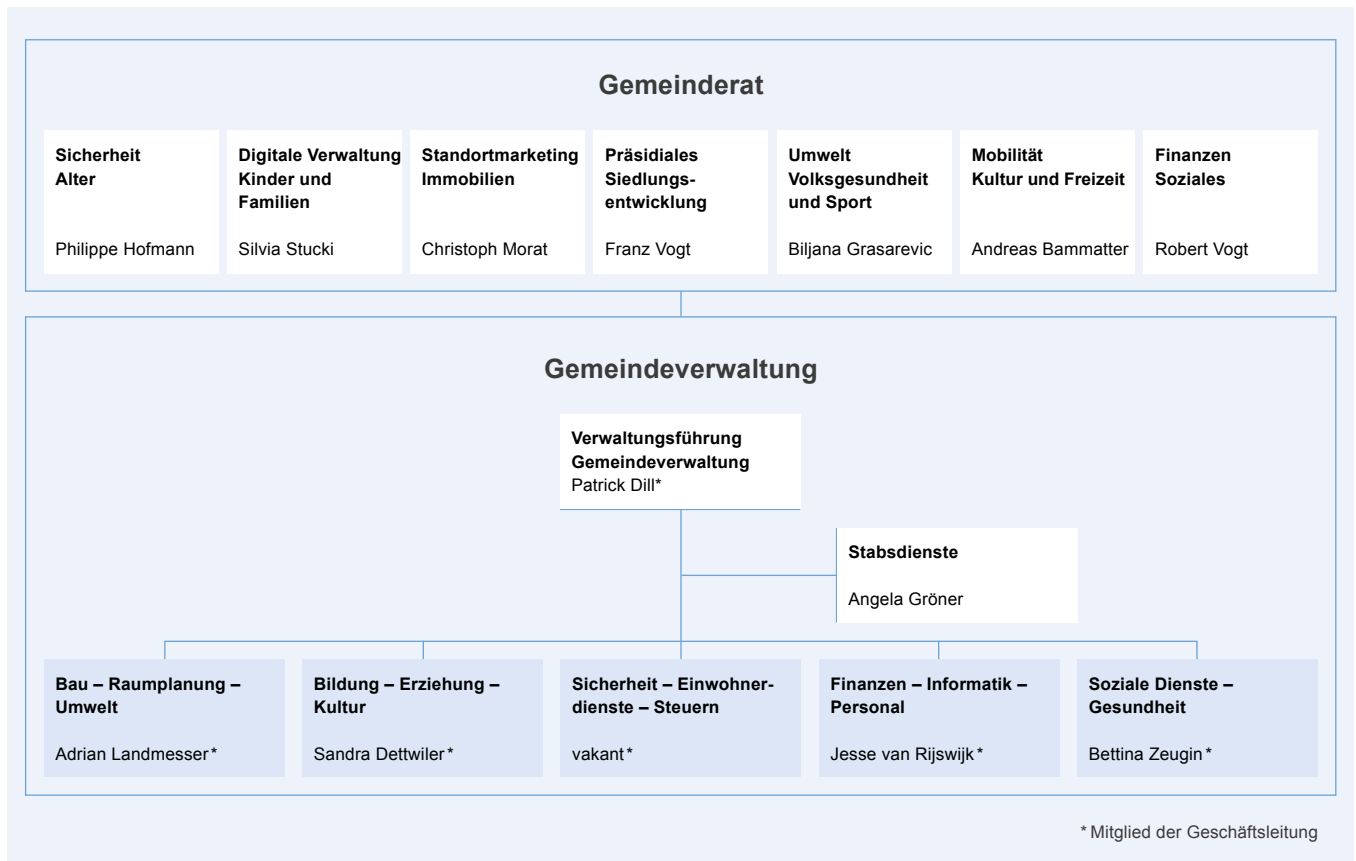 Gemeinderat
Sicherheit
Alter
Philippe Hofmann
Digitale Verwaltung
Kinder und
Familien
Silvia Stucki
Standortmarketing
Immobilien
Christoph Morat
Präsidiales
Siedlungs-
entwicklung
Franz Vogt
Umwelt
Volksgesundheit
und Sport
Biljana Grasarevic
Mobilität
Kultur und Freizeit
Andreas Bammatter
Finanzen
Soziales
Robert Vogt
Gemeindeverwaltung
Verwaltungsführung
Gemeindeverwaltung
Patrick Dill*
Stabsdienste
Angela Gröner
Bau – Raumplanung –
Umwelt
Adrian Landmesser*
Bildung – Erziehung –
Kultur
Sandra Dettwiler*
Sicherheit – Einwohner-
dienste – Steuern
vakant*
Finanzen – Informatik –
Personal
Jesse van Rijswijk*
Soziale Dienste –
Gesundheit
Bettina Zeugin*
* Mitglied der Geschäftsleitung